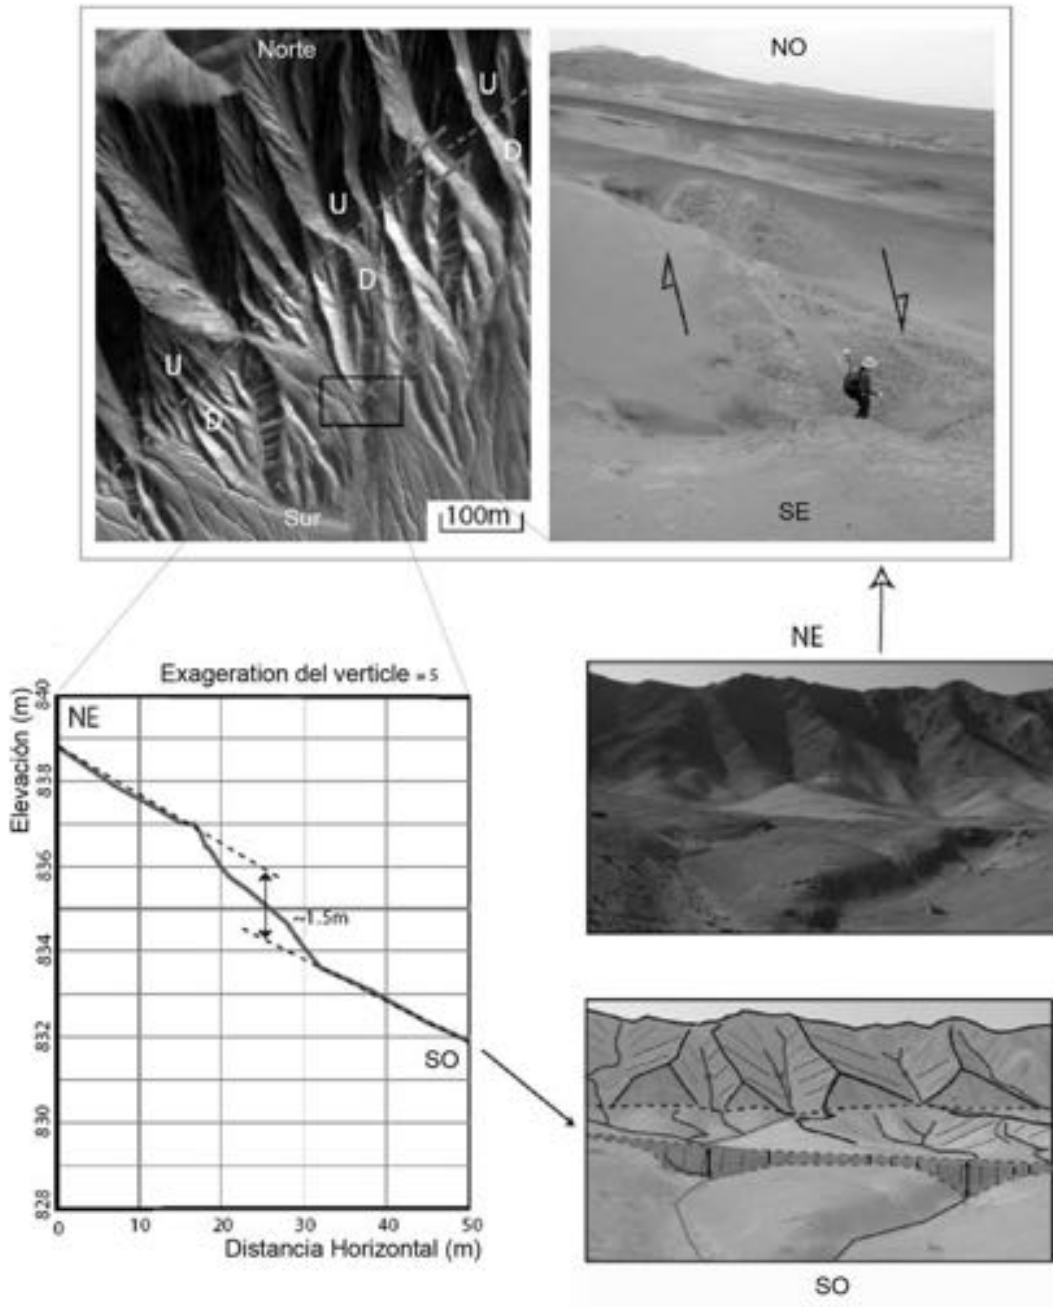 Norte
NO
U
D
U
D
U
D
Sur
100m
SE
NE
Exageration del verticle = 5
NE
~1.5m
SO
Elevación (m)
840
838
836
834
832
830
828
0 10 20 30 40 50
Distancia Horizontal (m)
SO